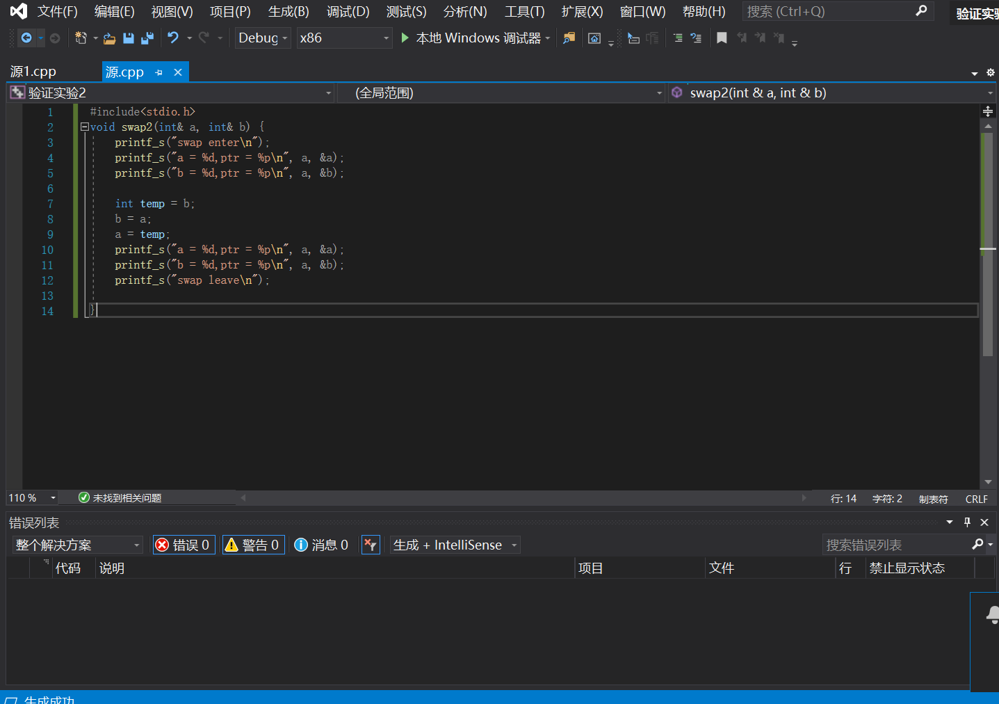 文件(F) 编辑(E) 视图(V) 项目(P) 生成(B) 调试(D) 测试(S) 分析(N) 工具(T) 扩展(X) 窗口(W) 帮助(H) 搜索 (Ctrl+Q) 验证实验
Debug x86 本地 Windows 调试器
源1.cpp 源.cpp
验证实验2 (全局范围) swap2(int & a, int & b)
1 #include<stdio.h>
2 void swap2(int& a, int& b) {
3 printf_s("swap enter\n");
4 printf_s("a = %d,ptr = %p\n", a, &a);
5 printf_s("b = %d,ptr = %p\n", a, &b);
6
7 int temp = b;
8 b = a;
9 a = temp;
10 printf_s("a = %d,ptr = %p\n", a, &a);
11 printf_s("b = %d,ptr = %p\n", a, &b);
12 printf_s("swap leave\n");
13
14 }
110 % 未找到相关问题 行: 14 字符: 2 制表符 CRLF
错误列表
整个解决方案 错误 0 警告 0 消息 0 生成 + IntelliSense 搜索错误列表
代码 说明 项目 文件 行 禁止显示状态
生成成功